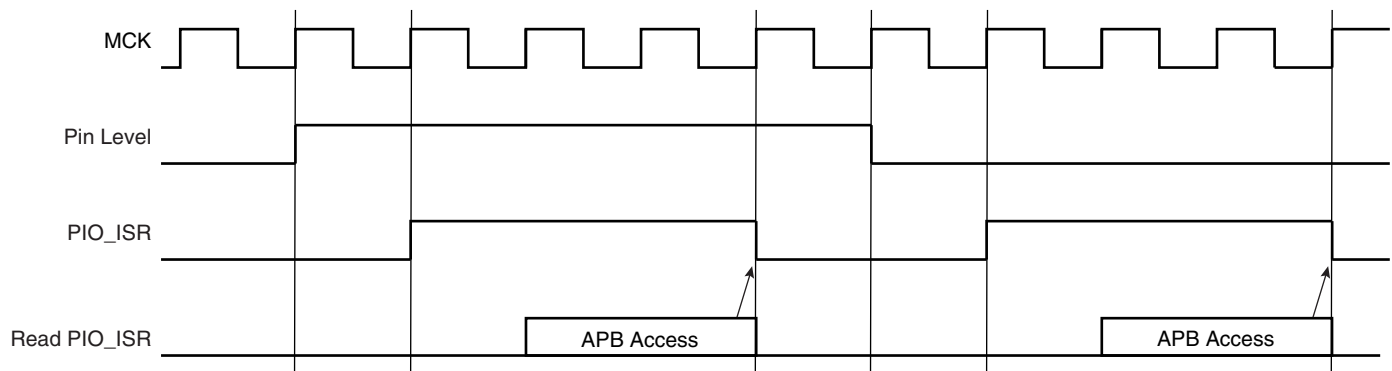 MCK
Pin Level
PIO_ISR
Read PIO_ISR
APB Access
APB Access